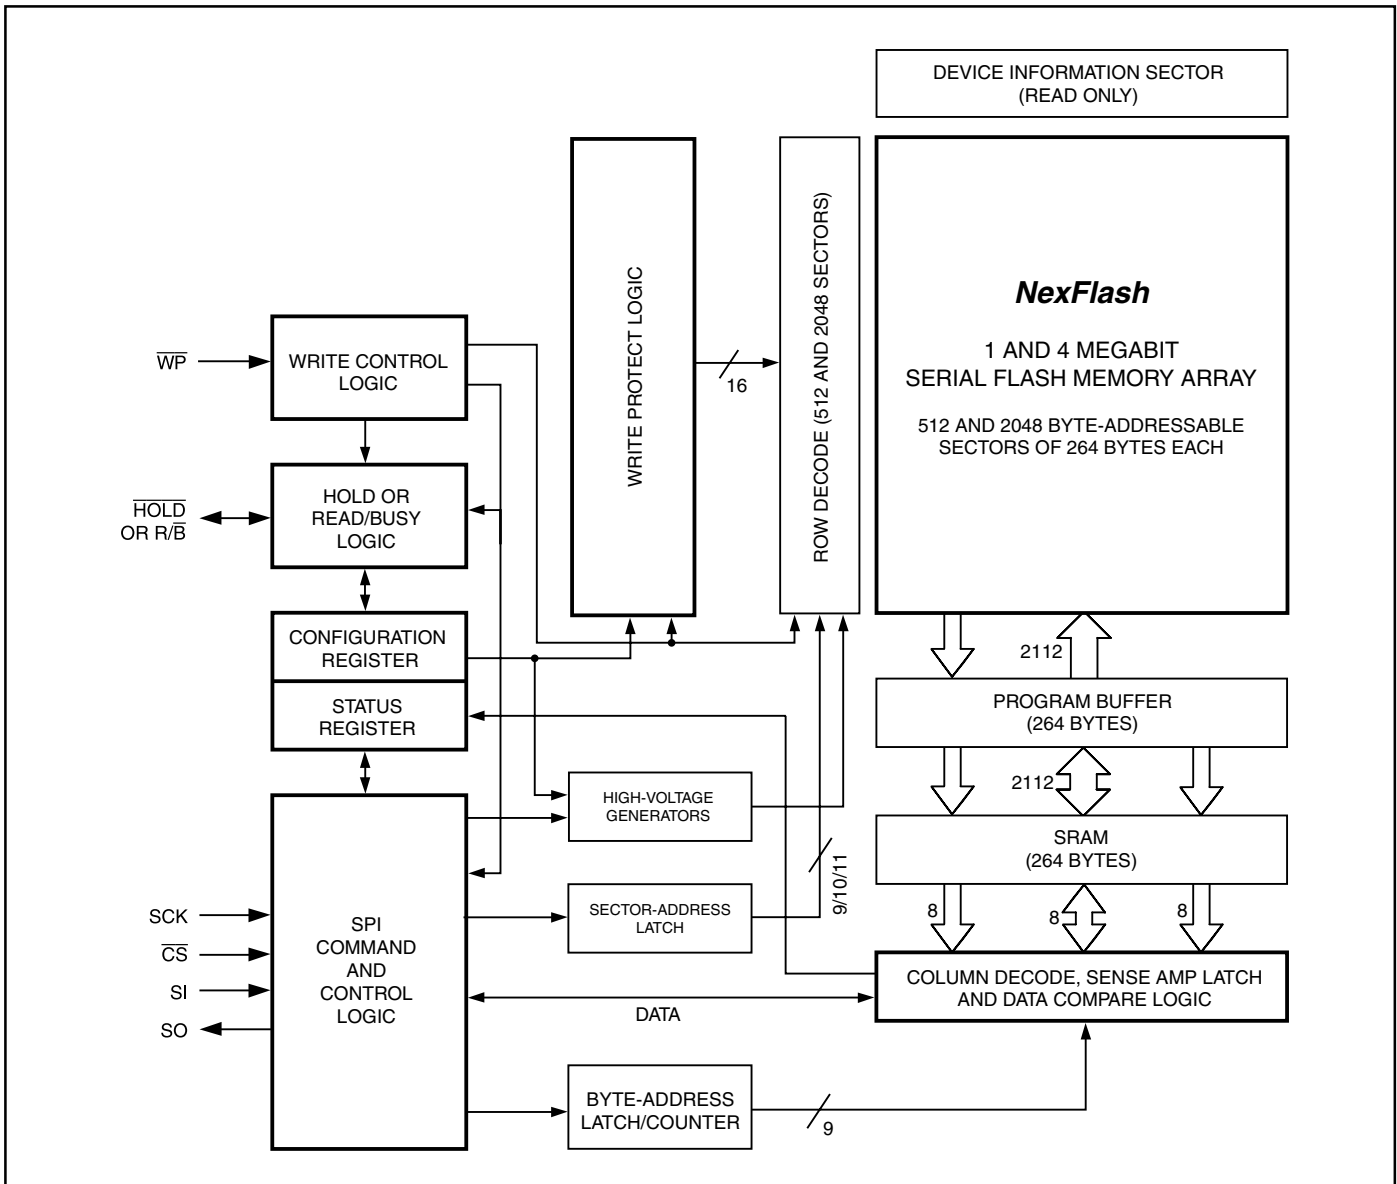 DEVICE INFORMATION SECTOR
(READ ONLY)
WRITE PROTECT LOGIC
ROW DECODE (512 AND 2048 SECTORS)
NexFlash
1 AND 4 MEGABIT
SERIAL FLASH MEMORY ARRAY
512 AND 2048 BYTE-ADDRESSABLE
SECTORS OF 264 BYTES EACH
W̅P̅
WRITE CONTROL
LOGIC
16
H̅O̅L̅D̅
OR R/B̅
HOLD OR
READ/BUSY
LOGIC
CONFIGURATION
REGISTER
STATUS
REGISTER
2112
PROGRAM BUFFER
(264 BYTES)
2112
HIGH-VOLTAGE
GENERATORS
SRAM
(264 BYTES)
9/10/11
8
8
8
SCK
C̅S̅
SI
SO
SPI
COMMAND
AND
CONTROL
LOGIC
SECTOR-ADDRESS
LATCH
COLUMN DECODE, SENSE AMP LATCH
AND DATA COMPARE LOGIC
DATA
BYTE-ADDRESS
LATCH/COUNTER
9